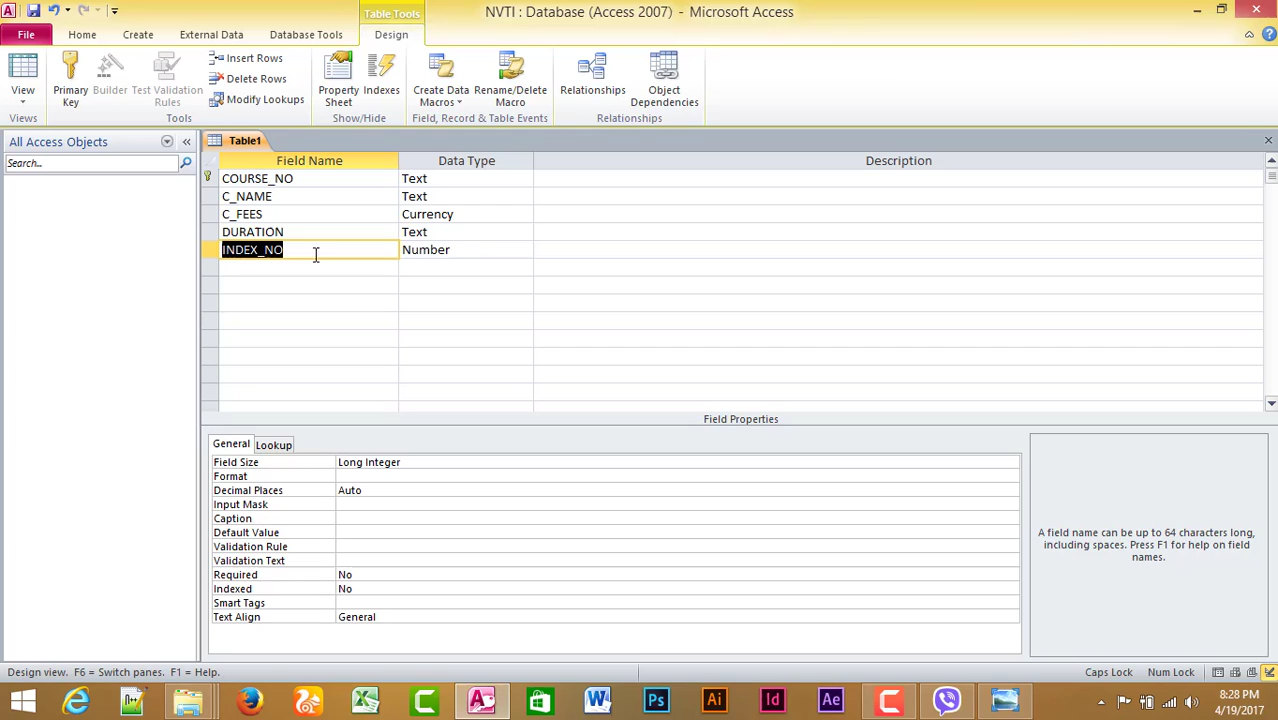 Table Tools
NVTI : Database (Access 2007) - Microsoft Access
File
Home
Create
External Data
Database Tools
Design
View
Primary Key
Builder
Test Validation Rules
Insert Rows
Delete Rows
Modify Lookups
Property Sheet
Indexes
Create Data Macros
Rename/Delete Macro
Relationships
Object Dependencies
Views
Tools
Show/Hide
Field, Record & Table Events
Relationships
All Access Objects
Search...
Table1
Field Name Data Type Description
COURSE_NO Text
C_NAME Text
C_FEES Currency
DURATION Text
INDEX_NO Number
Field Properties
General Lookup
Field Size Long Integer
Format
Decimal Places Auto
Input Mask
Caption
Default Value
Validation Rule
Validation Text
Required No
Indexed No
Smart Tags
Text Align General
A field name can be up to 64 characters long,
including spaces. Press F1 for help on field
names.
Design view. F6 = Switch panes. F1 = Help.
Caps Lock
Num Lock
Dw
W
Ps
Ai
Id
Ae
8:28 PM
4/19/2017